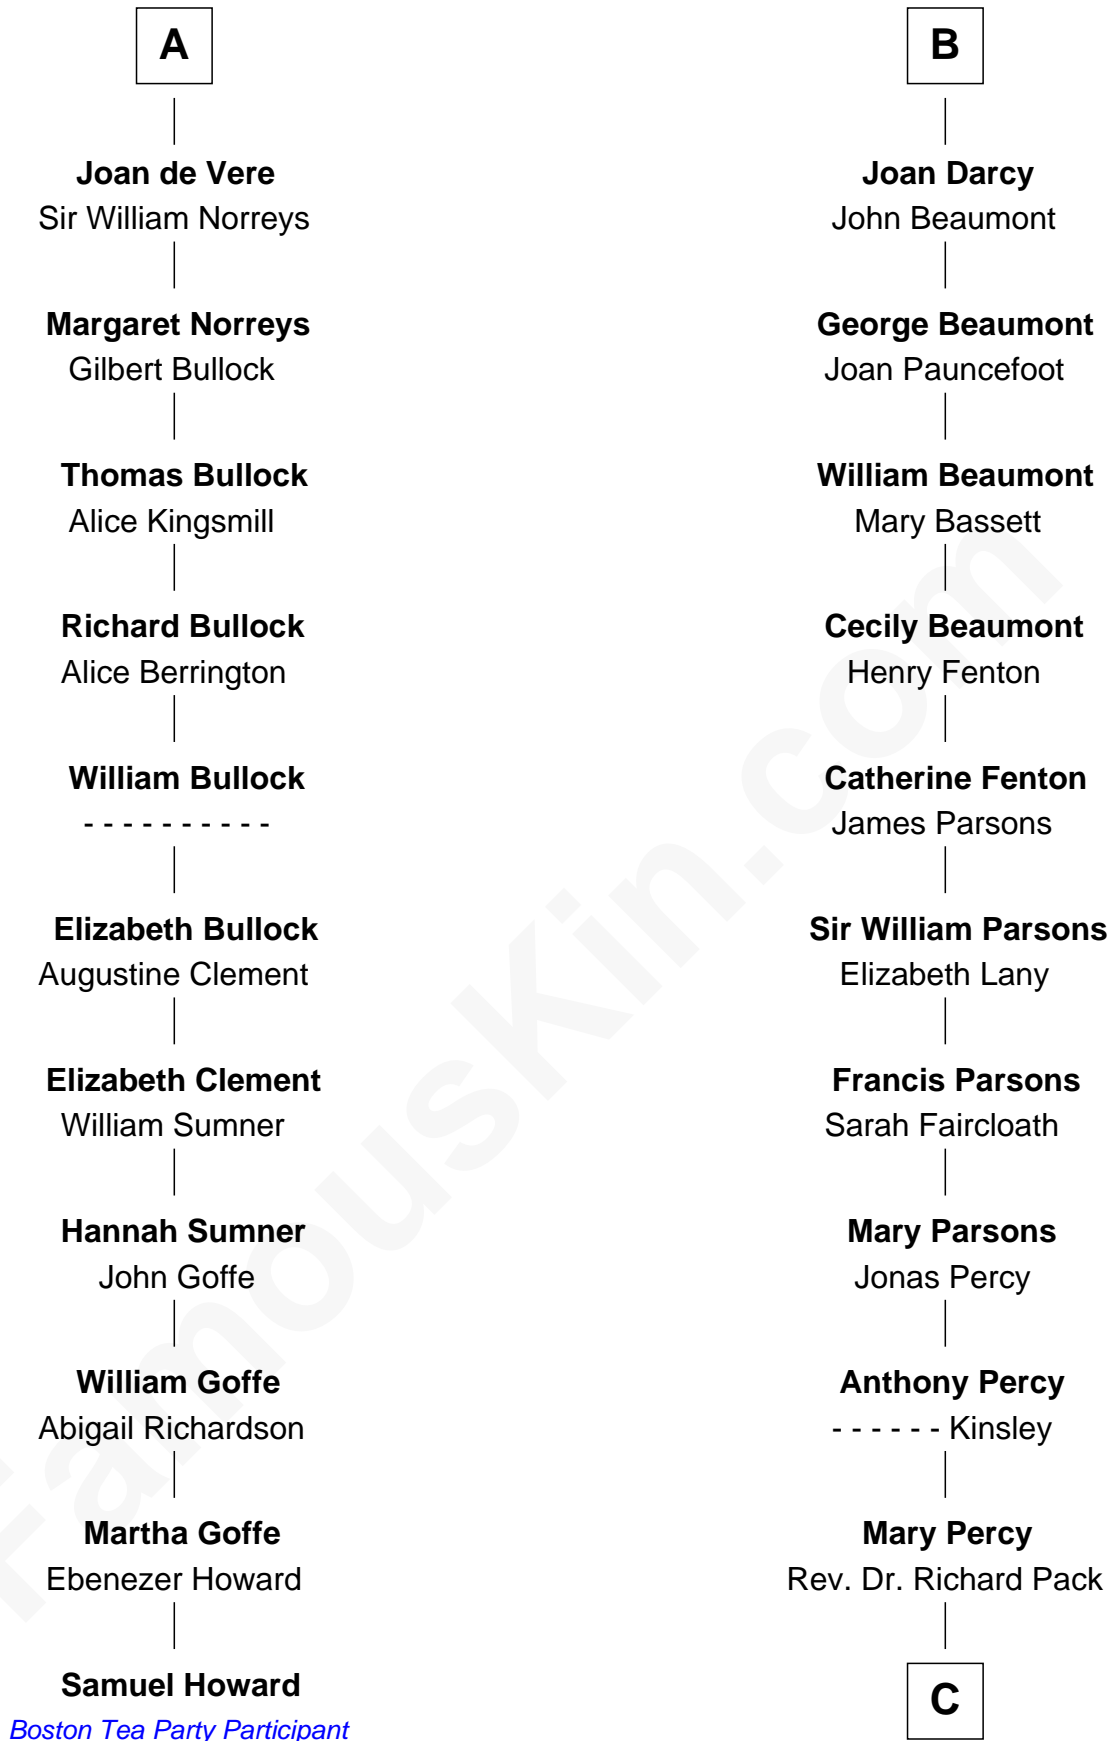 A
Joan de Vere
Sir William Norreys
Margaret Norreys
Gilbert Bullock
Thomas Bullock
Alice Kingsmill
Richard Bullock
Alice Berrington
William Bullock
- - - - - - - - - -
Elizabeth Bullock
Augustine Clement
Elizabeth Clement
William Sumner
Hannah Sumner
John Goffe
William Goffe
Abigail Richardson
Martha Goffe
Ebenezer Howard
Samuel Howard
Boston Tea Party Participant
B
Joan Darcy
John Beaumont
George Beaumont
Joan Pauncefoot
William Beaumont
Mary Bassett
Cecily Beaumont
Henry Fenton
Catherine Fenton
James Parsons
Sir William Parsons
Elizabeth Lany
Francis Parsons
Sarah Faircloath
Mary Parsons
Jonas Percy
Anthony Percy
- - - - - - Kinsley
Mary Percy
Rev. Dr. Richard Pack
C
FamousKin.com